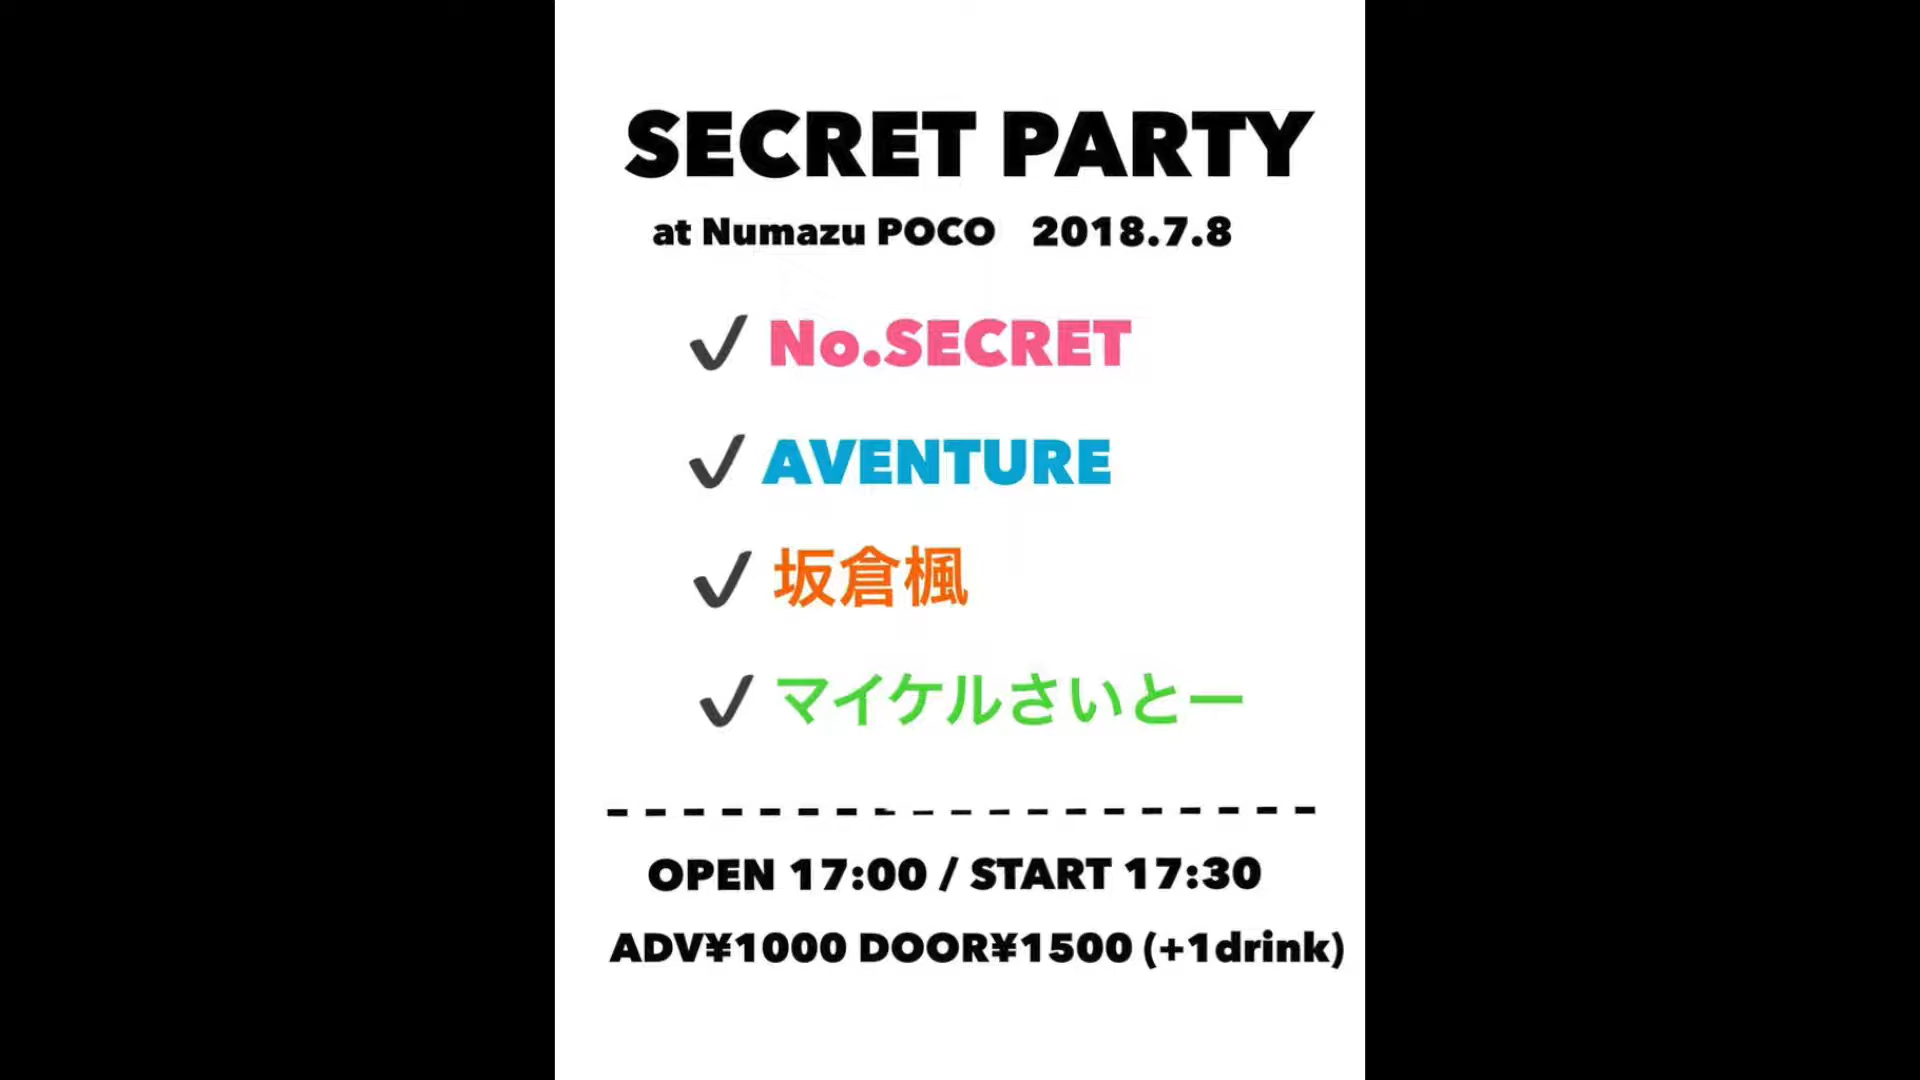 SECRET PARTY
at Numazu POCO 2018.7.8
✔ No.SECRET
✔ AVENTURE
✔ 坂倉楓
✔ マイケルさいとー
- - - - - - - - - - - - - - - - - - -
OPEN 17:00 / START 17:30
ADV¥1000 DOOR¥1500 (+1drink)